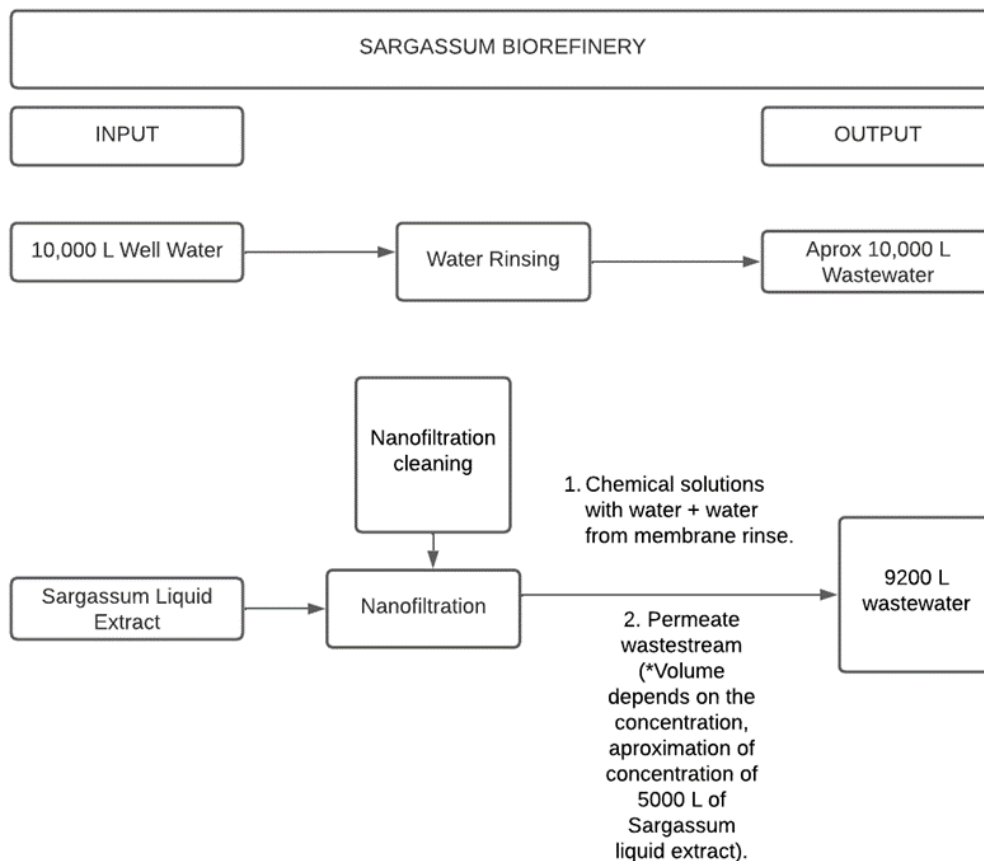 SARGASSUM BIOREFINERY
INPUT
OUTPUT
10,000 L Well Water
Water Rinsing
Aprox 10,000 L
Wastewater
Nanofiltration
cleaning
1. Chemical solutions
with water + water
from membrane rinse.
Sargassum Liquid
Extract
Nanofiltration
9200 L
wastewater
2. Permeate
wastestream
(*Volume
depends on the
concentration,
aproximation of
concentration of
5000 L of
Sargassum
liquid extract).